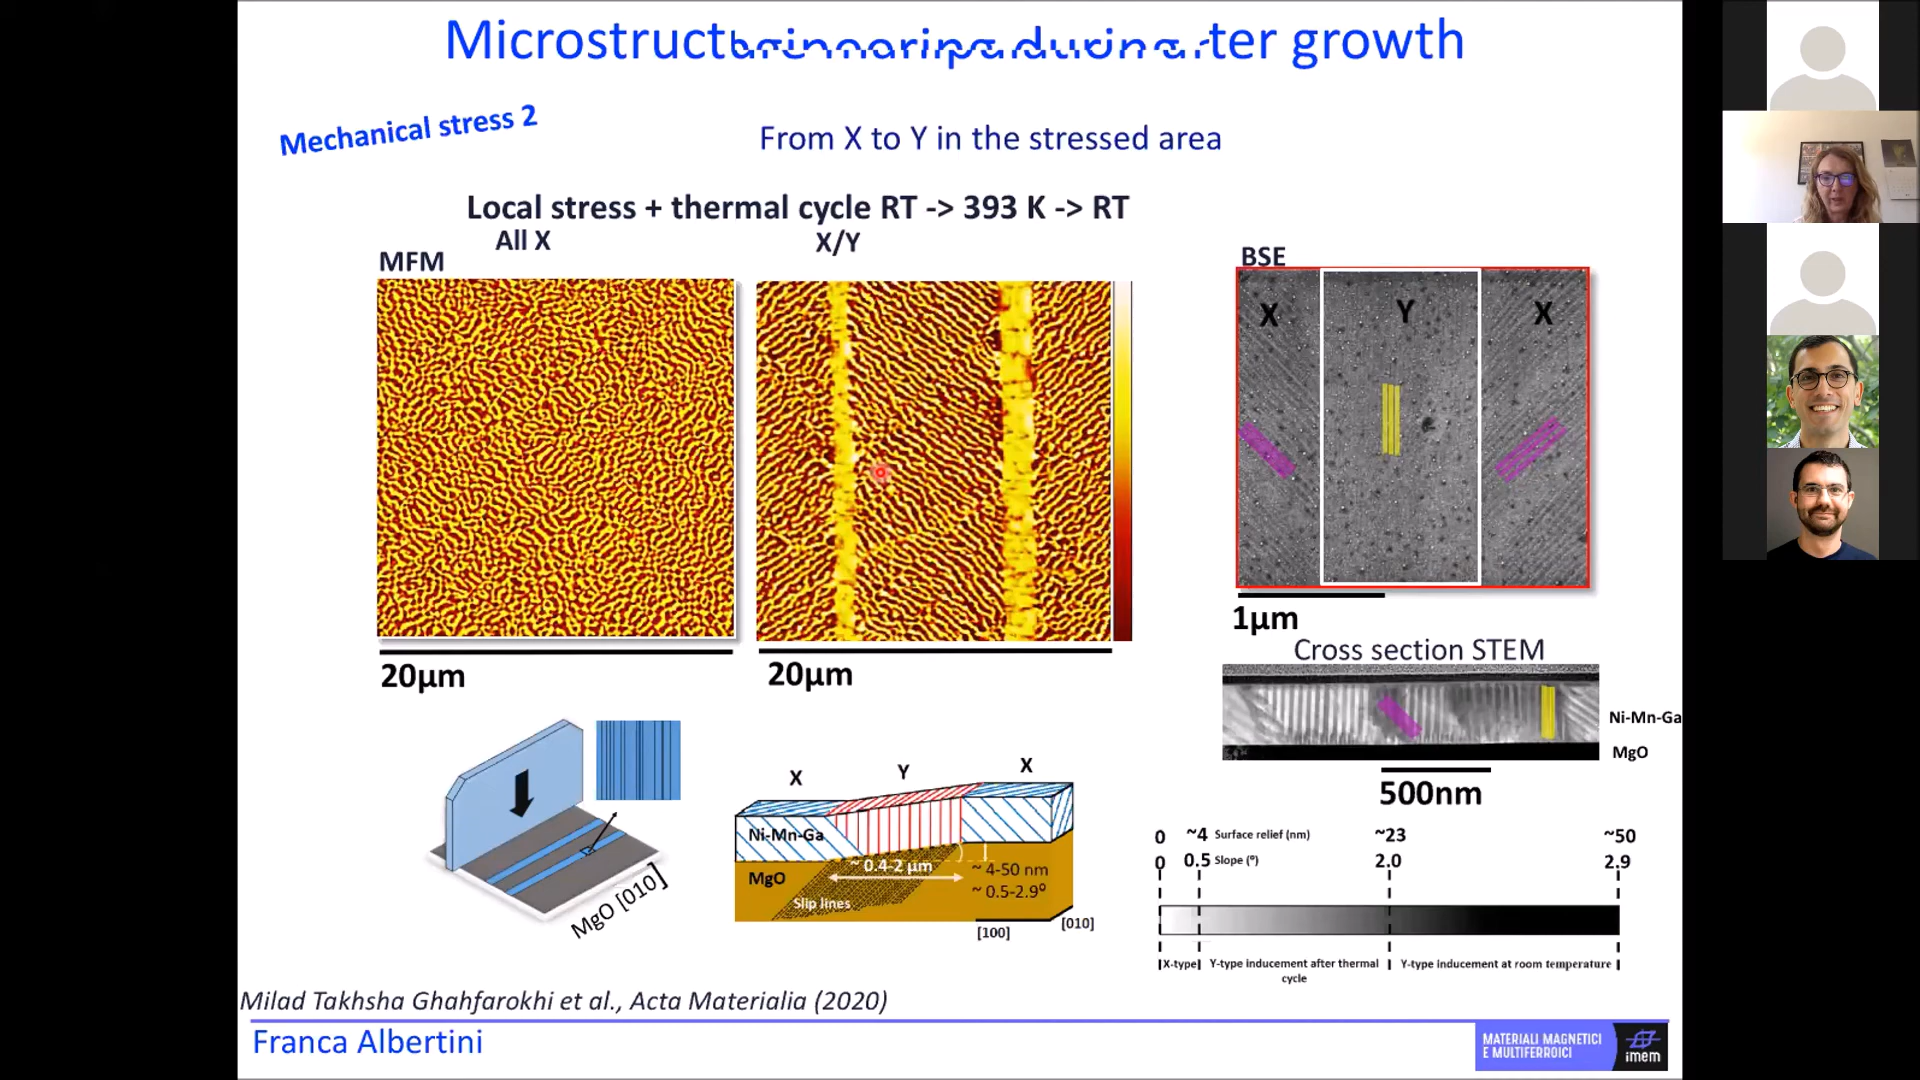 ter growth
Mechanical stress 2
From X to Y in the stressed area
Local stress + thermal cycle RT -> 393 K -> RT
All X
X/Y
MFM
BSE
X
Y
X
20µm
20µm
1µm
Cross section STEM
Ni-Mn-Ga
MgO
500nm
MgO [010]
X
Y
X
Ni-Mn-Ga
MgO
~ 0.4-2 µm
~ 4-50 nm
~ 0.5-2.9º
Slip lines
[100]
[010]
0 ~4 Surface relief (nm) ~23 ~50
0 0.5 Slope (º) 2.0 2.9
X-type
Y-type inducement after thermal
cycle
Y-type inducement at room temperature
Milad Takhsha Ghahfarokhi et al., Acta Materialia (2020)
Franca Albertini
MATERIALI MAGNETICI
E MULTIFERROICI
imem